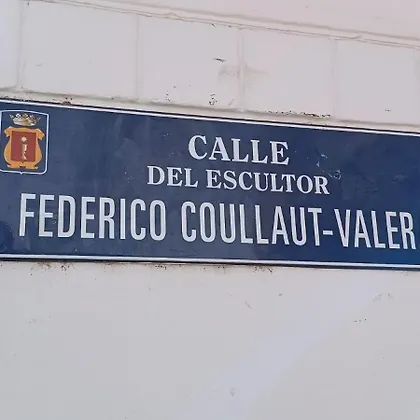 CALLE
DEL ESCULTOR
FEDERICO COULLAUT-VALER